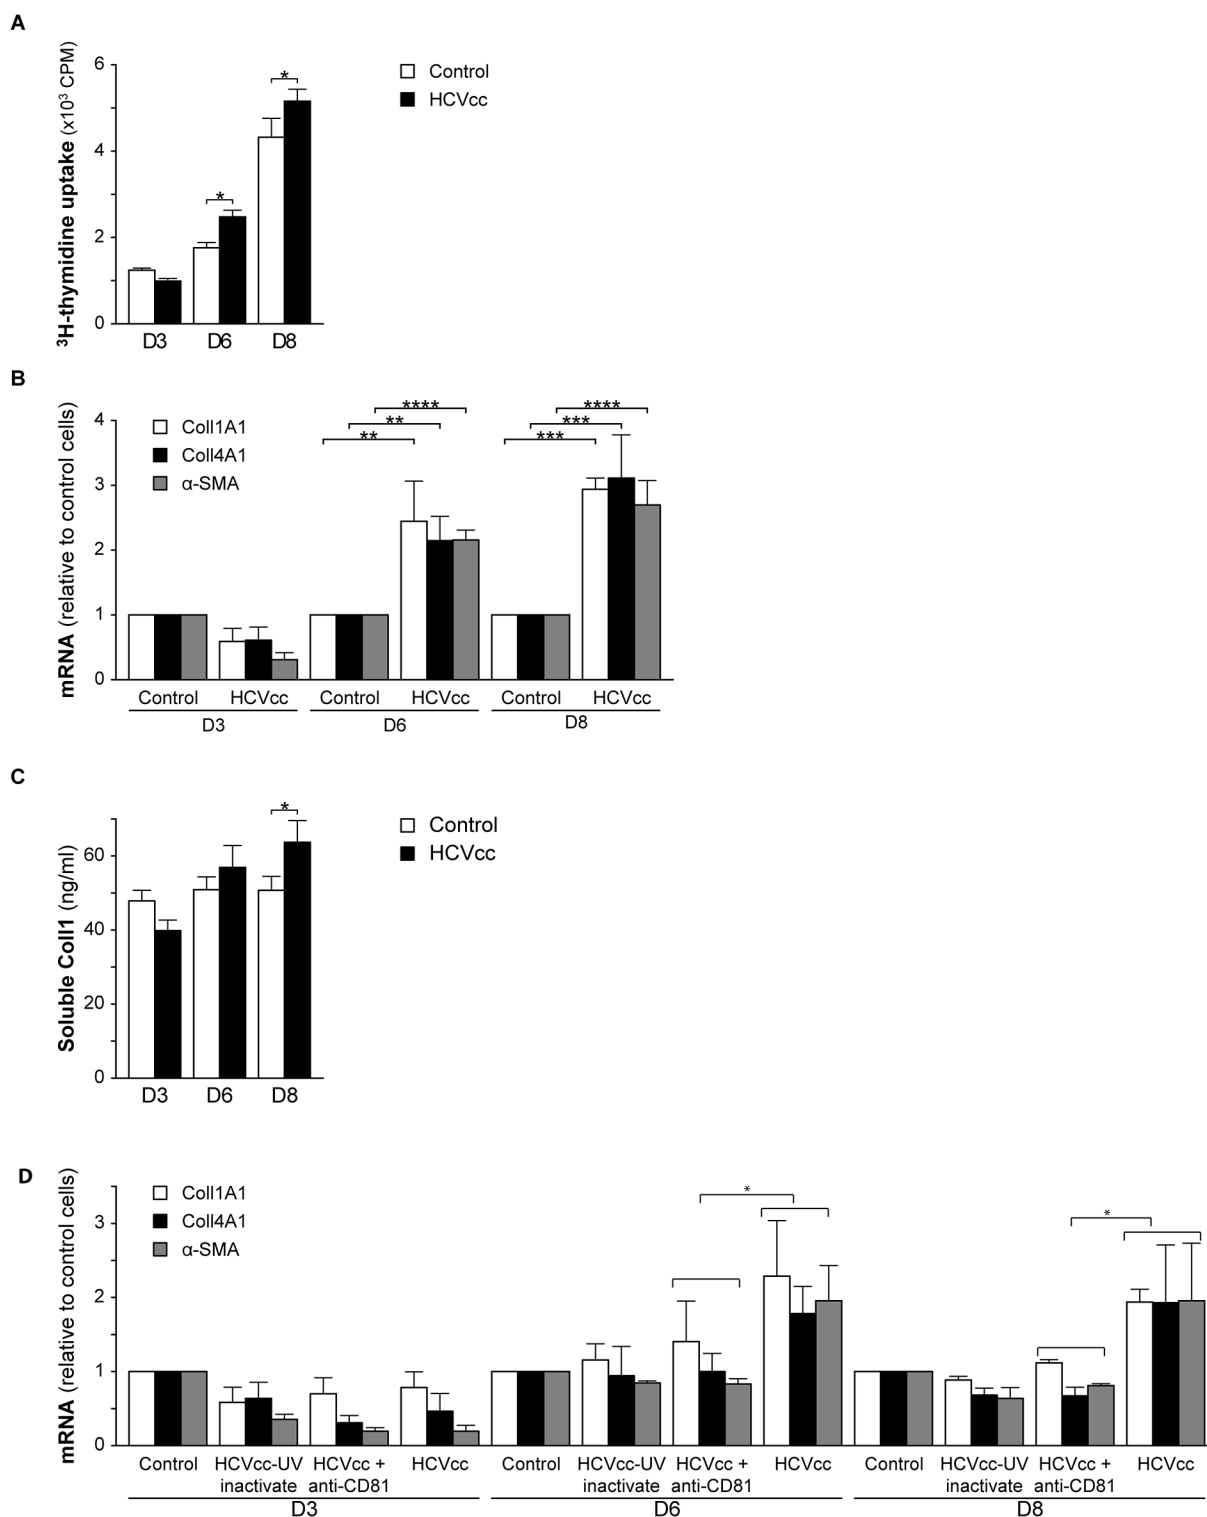 A
³H-thymidine uptake (x10³ CPM)
6
4
2
0
Control
HCVcc
*
*
D3 D6 D8
B
mRNA (relative to control cells)
4
3
2
1
0
Coll1A1
Coll4A1
α-SMA
**** ****
** ***
** ***
Control HCVcc Control HCVcc Control HCVcc
D3 D6 D8
C
Soluble Coll1 (ng/ml)
60
40
20
0
Control
HCVcc
*
D3 D6 D8
D
mRNA (relative to control cells)
3
2
1
0
Coll1A1
Coll4A1
α-SMA
*
*
Control HCVcc-UV HCVcc + HCVcc Control HCVcc-UV HCVcc + HCVcc Control HCVcc-UV HCVcc + HCVcc
inactivate anti-CD81 inactivate anti-CD81 inactivate anti-CD81
D3 D6 D8